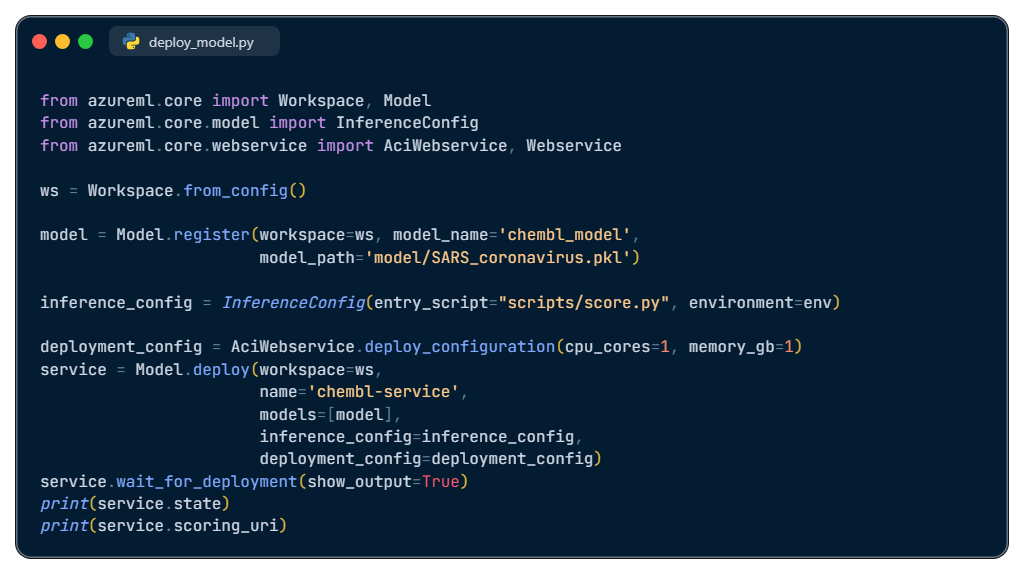 deploy_model.py
from azureml.core import Workspace, Model
from azureml.core.model import InferenceConfig
from azureml.core.webservice import AciWebservice, Webservice
ws = Workspace.from_config()
model = Model.register(workspace=ws, model_name='chembl_model',
                       model_path='model/SARS_coronavirus.pkl')
inference_config = InferenceConfig(entry_script="scripts/score.py", environment=env)
deployment_config = AciWebservice.deploy_configuration(cpu_cores=1, memory_gb=1)
service = Model.deploy(workspace=ws,
                       name='chembl-service',
                       models=[model],
                       inference_config=inference_config,
                       deployment_config=deployment_config)
service.wait_for_deployment(show_output=True)
print(service.state)
print(service.scoring_uri)